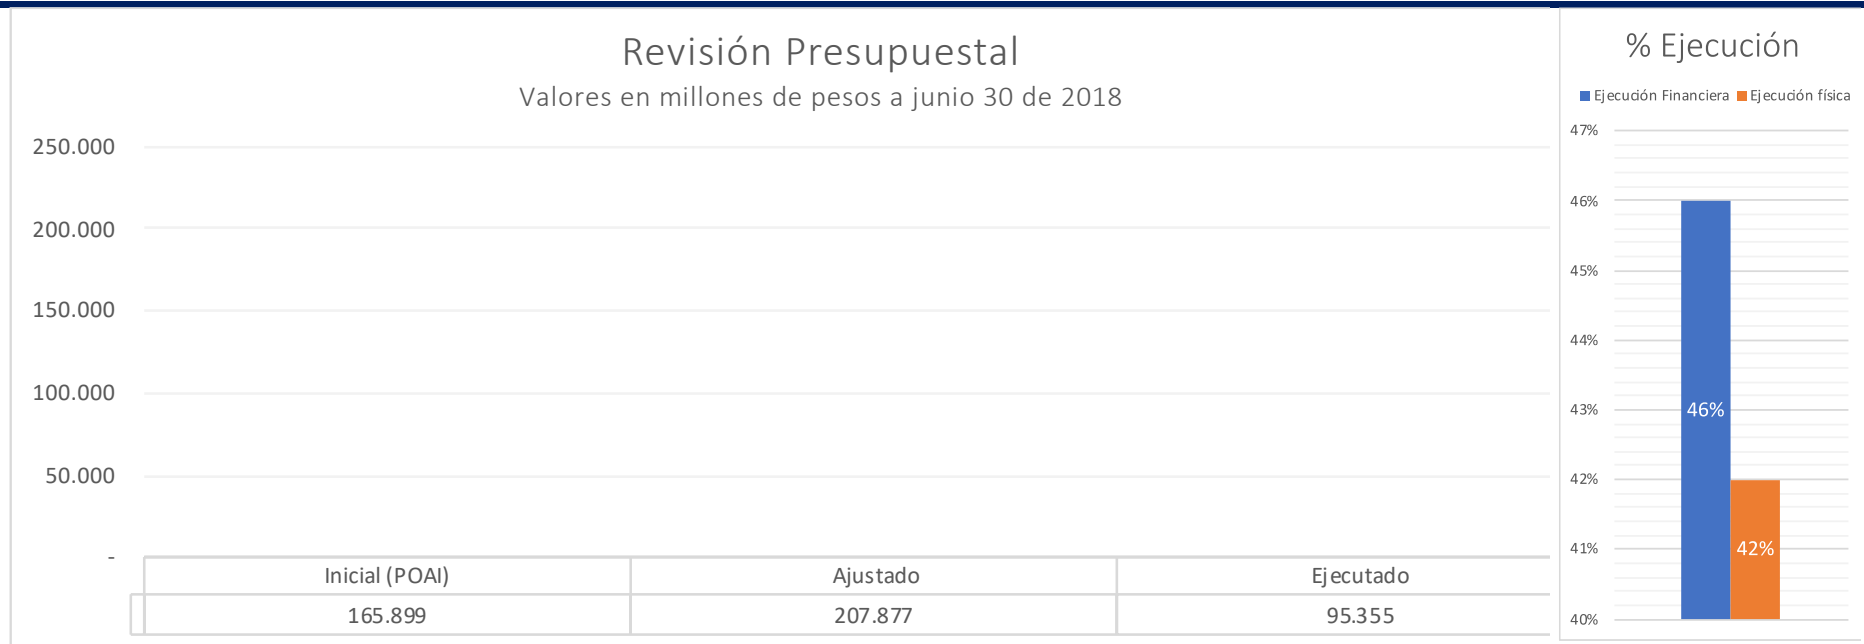 Revisión Presupuestal
Valores en millones de pesos a junio 30 de 2018
250.000
200.000
150.000
100.000
50.000
-
Inicial (POAI) Ajustado Ejecutado
165.899 207.877 95.355
% Ejecución
Ejecución Financiera Ejecución física
47%
46%
45%
44%
43%
42%
41%
40%
46%
42%